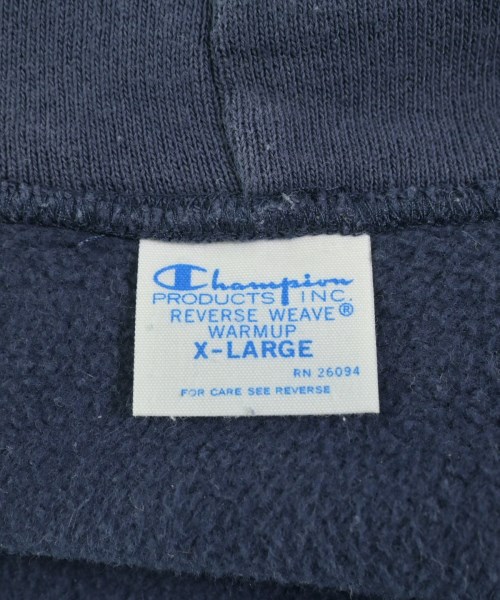 Champion
PRODUCTS INC.
REVERSE WEAVE®
WARMUP
X-LARGE
RN 26094
FOR CARE SEE REVERSE